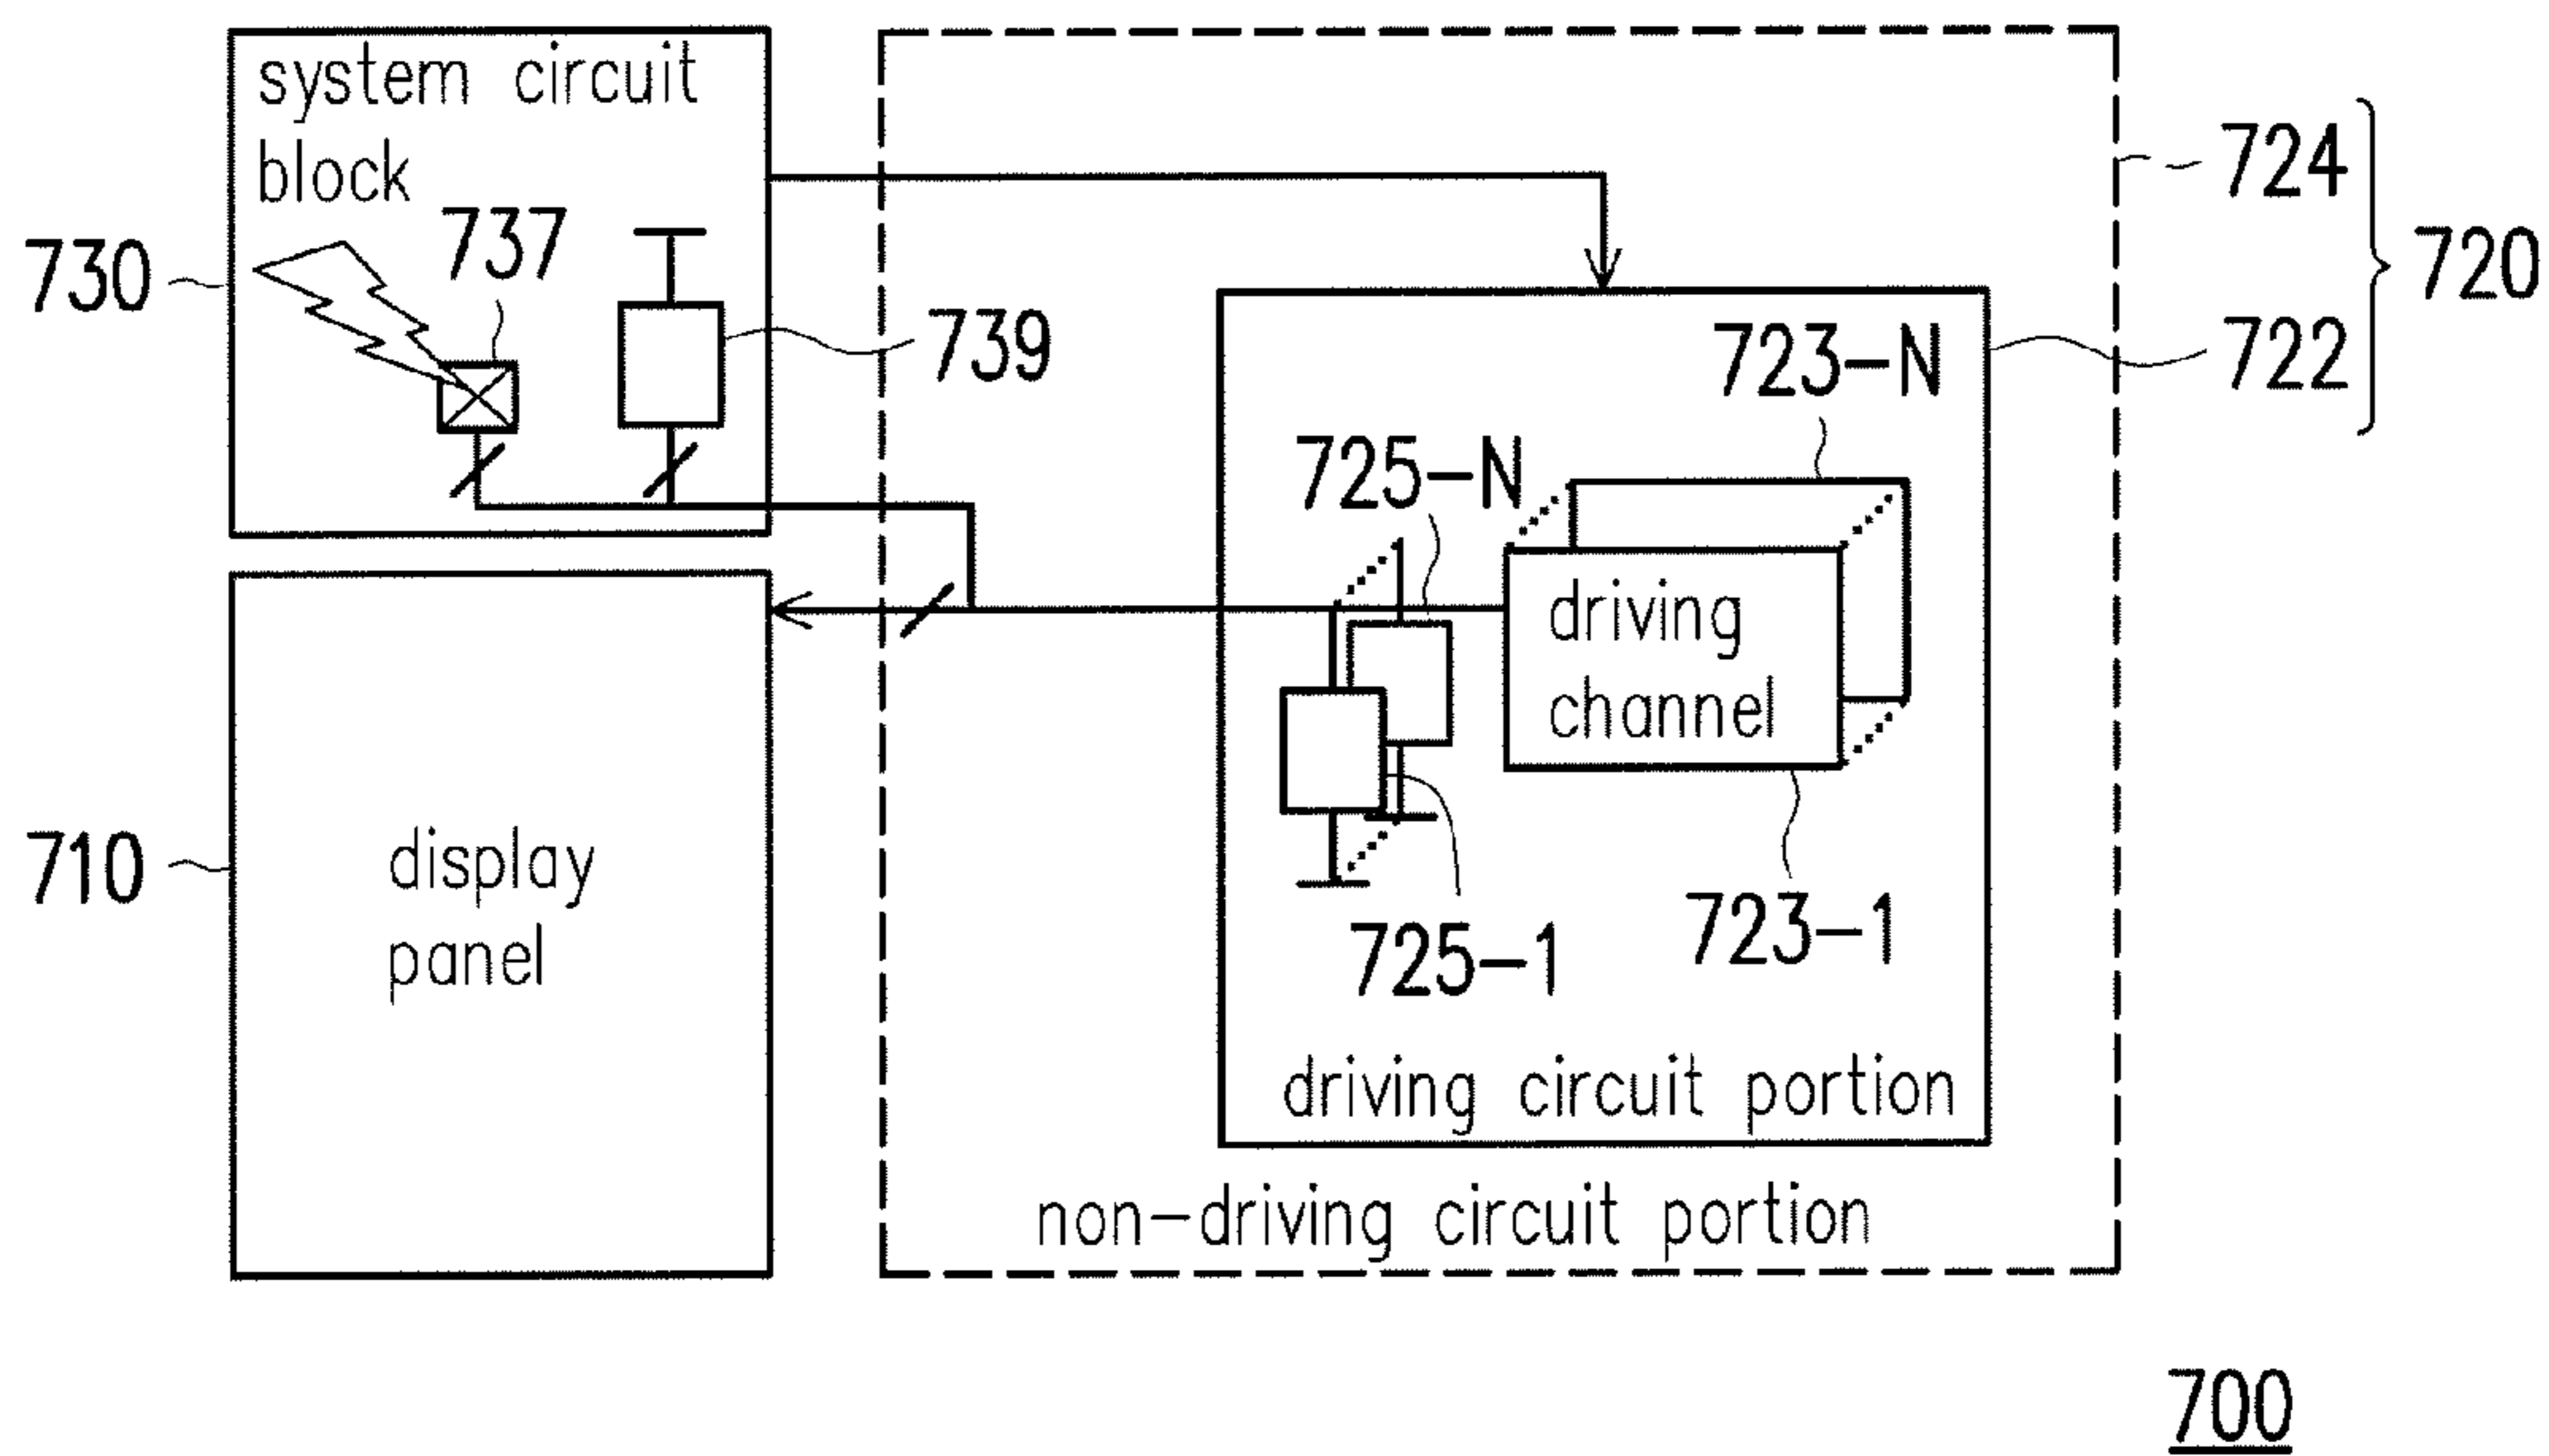 system circuit
block
737
730
739
724
720
722
723-N
725-N
driving
channel
710
display
panel
725-1
723-1
driving circuit portion
non-driving circuit portion
700